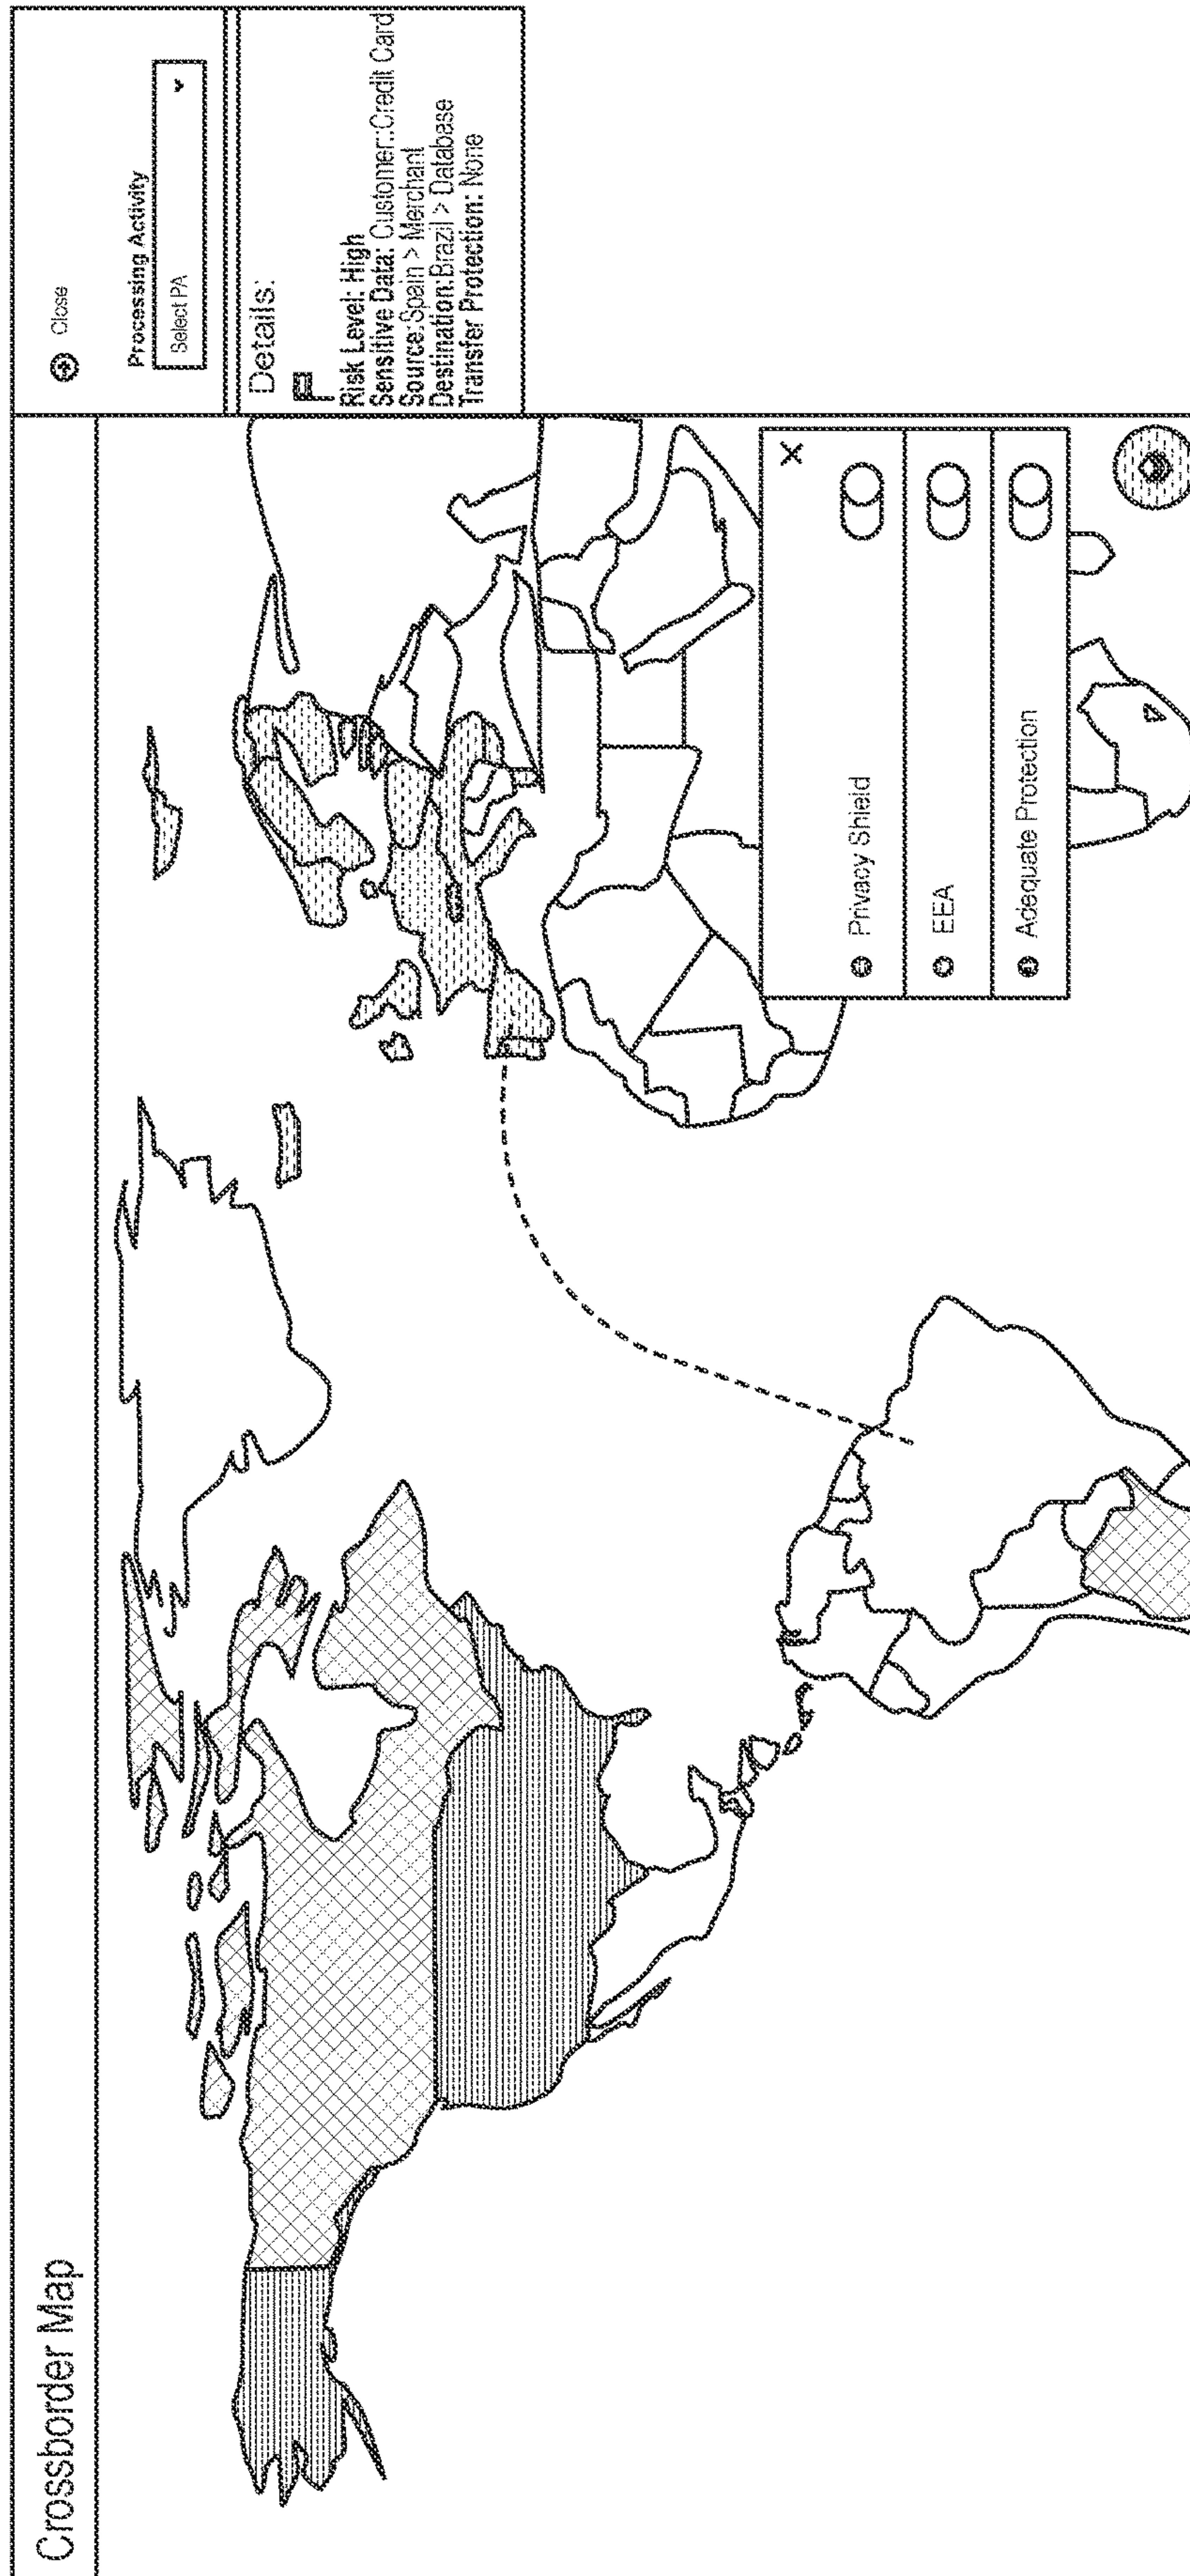 Crossborder Map
Close
Processing Activity
Select PA
Details:
Risk Level: High
Sensitive Data: Customer::Credit Card
Source:Spain > Merchant
Destination:Brazil > Database
Transfer Protection: None
X
Privacy Shield
EEA
Adequate Protection